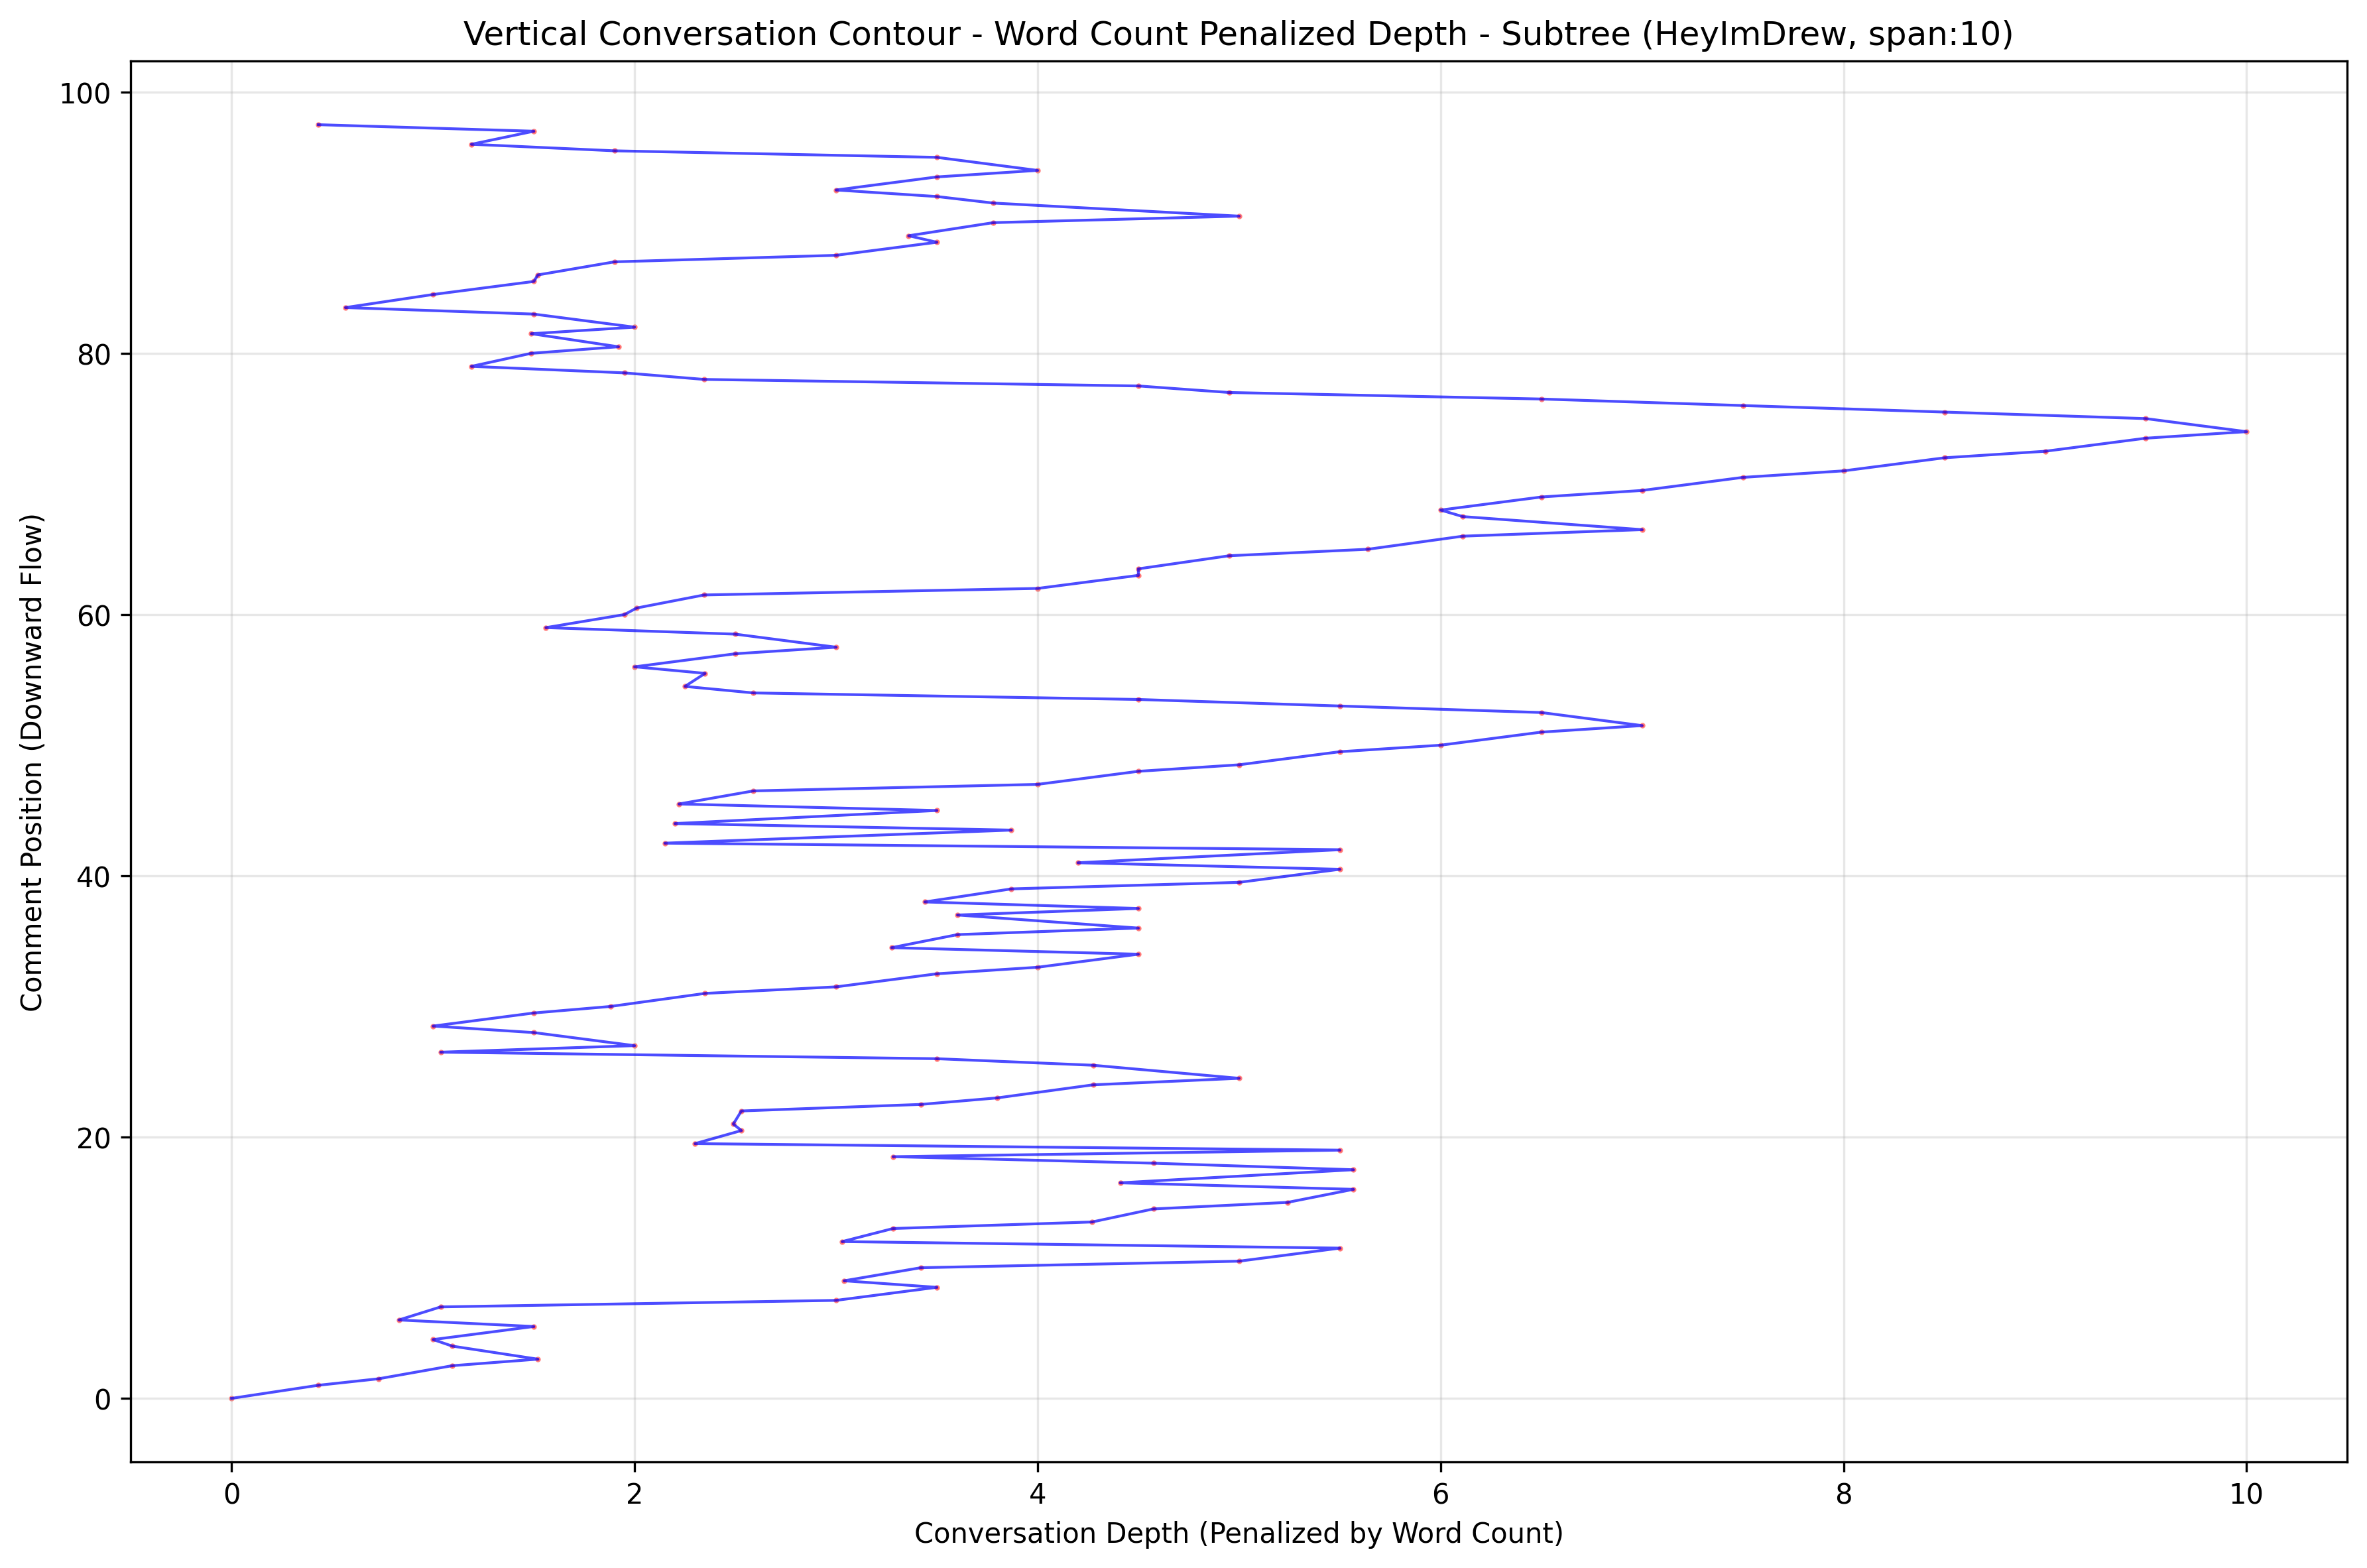 Vertical Conversation Contour - Word Count Penalized Depth - Subtree (HeyImDrew, span:10)
100
80
60
40
20
0
Comment Position (Downward Flow)
0 2 4 6 8 10
Conversation Depth (Penalized by Word Count)